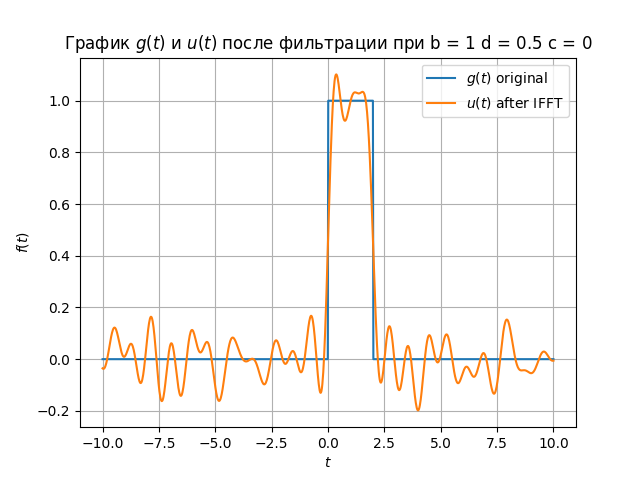 График g(t) и u(t) после фильтрации при b = 1 d = 0.5 c = 0
g(t) original
u(t) after IFFT
1.0
0.8
0.6
0.4
0.2
0.0
−0.2
f(t)
−10.0 −7.5 −5.0 −2.5 0.0 2.5 5.0 7.5 10.0
t